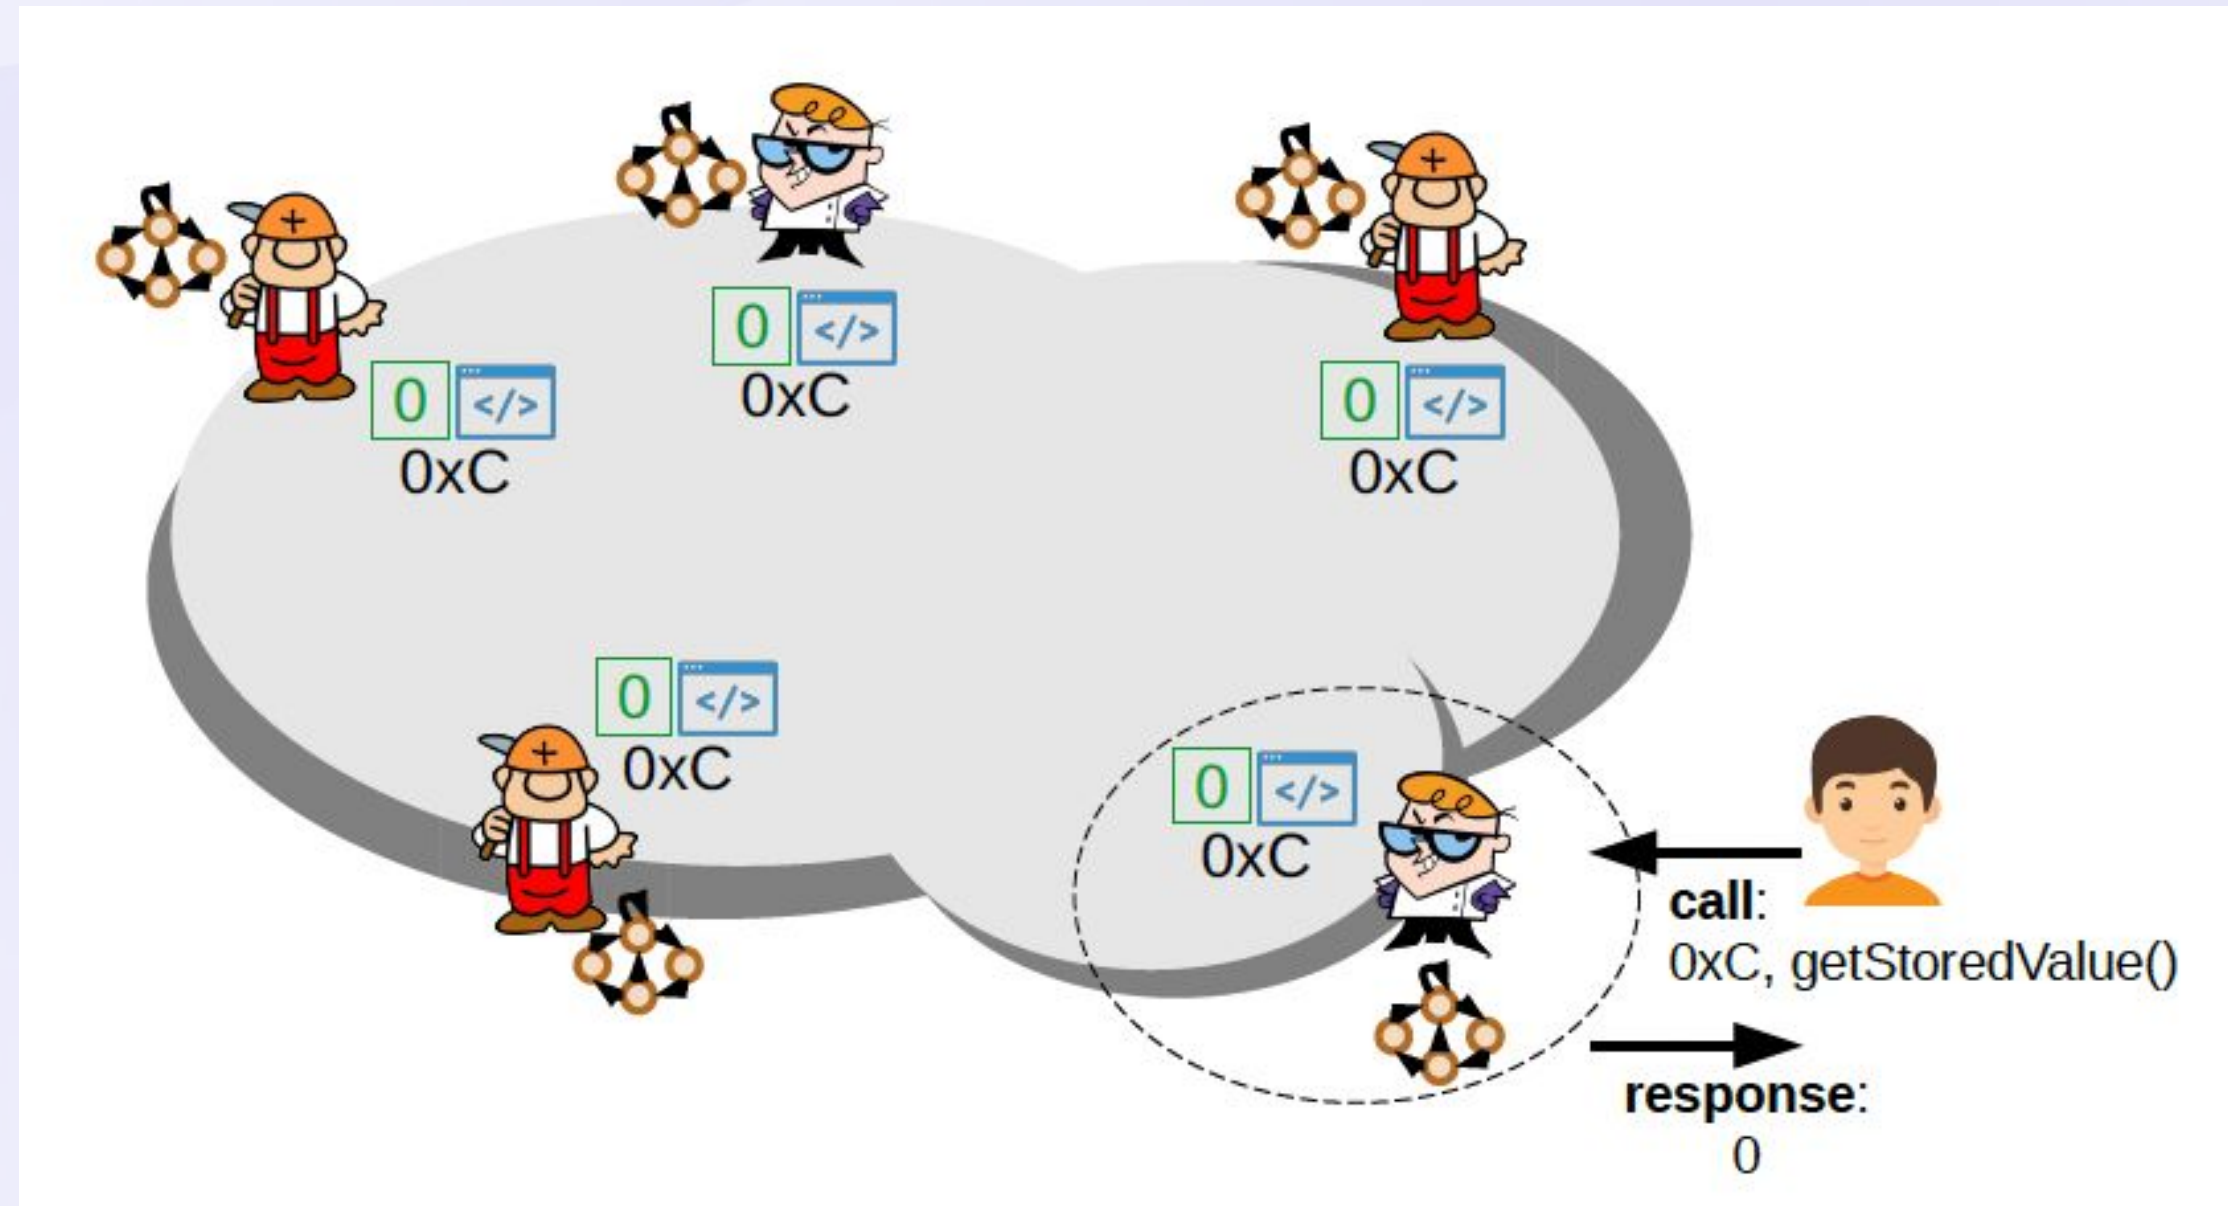 0 </>
0xC
0 </>
0xC
0 </>
0xC
0 </>
0xC
0 </>
0xC
call:
0xC, getStoredValue()
response:
0